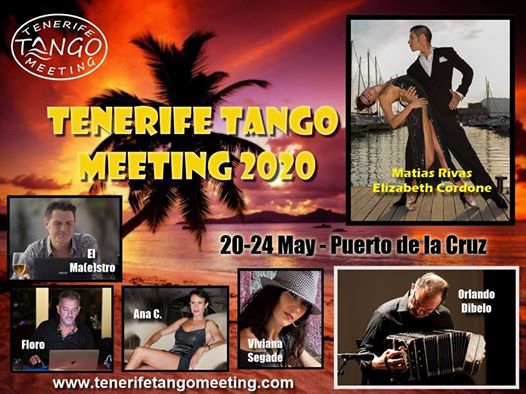 TENERIFE
TANGO
MEETING
TENERIFE TANGO
MEETING 2020
Matias Rivas
Elizabeth Cordone
20-24 May - Puerto de la Cruz
El
Ma(e)stro
Floro
Ana C.
Viviana
Segade
Orlando
Dibelo
www.tenerifetangomeeting.com